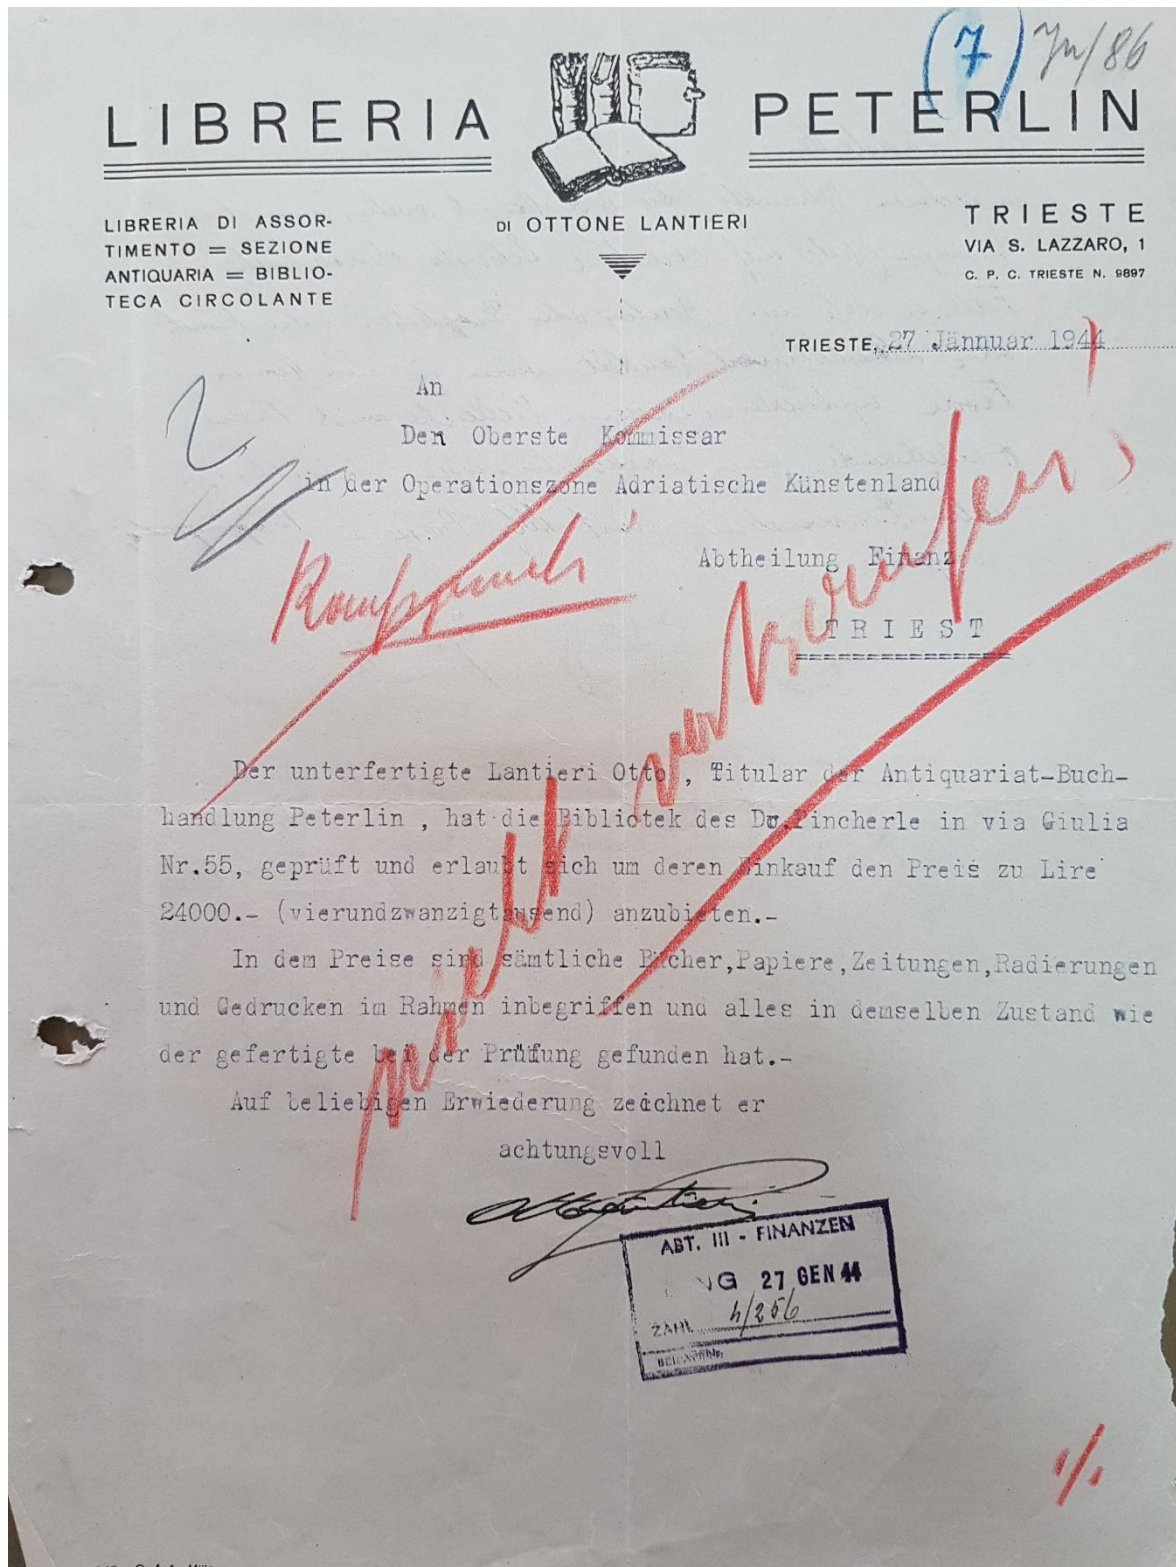 (7)
LIBRERIA PETERLIN
LIBRERIA DI ASSOR-
TIMENTO = SEZIONE
ANTIQUARIA = BIBLIO-
TECA CIRCOLANTE
DI OTTONE LANTIERI
TRIESTE
VIA S. LAZZARO, 1
C. P. C. TRIESTE N. 9897
TRIESTE, 27 Jännuar 1944
An
Den Oberste Kommissar
in der Operationszone Adriatische Künstenland
Abtheilung Finanz
TRIEST
nicht verkaufen!
Der unterfertigte Lantieri Otto , Titular der Antiquariat-Buch-
handlung Peterlin , hat die Bibliotek des Dr.Pincherle in via Giulia
Nr.55, geprüft und erlaubt sich um deren Einkauf den Preis zu Lire
24000.- (vierundzwanzigtausend) anzubieten.-
In dem Preise sind sämtliche Bücher,Papiere,Zeitungen,Radierungen
und Gedrucken im Rahmen inbegriffen und alles in demselben Zustand wie
der gefertigte bei der Prüfung gefunden hat.-
Auf beliebigen Erwiederung zeichnet er
achtungsvoll
ABT. III - FINANZEN
27 GEN 44
ZAHL 4/256